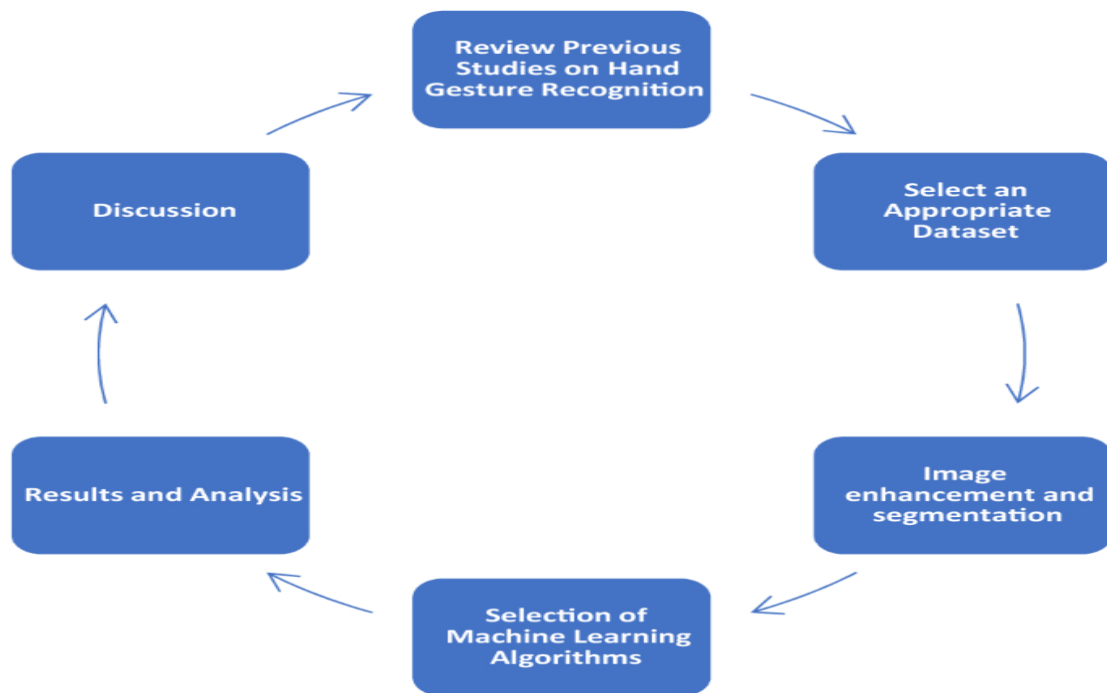 Review Previous
Studies on Hand
Gesture Recognition
Select an
Appropriate
Dataset
Image
enhancement and
segmentation
Selection of
Machine Learning
Algorithms
Results and Analysis
Discussion